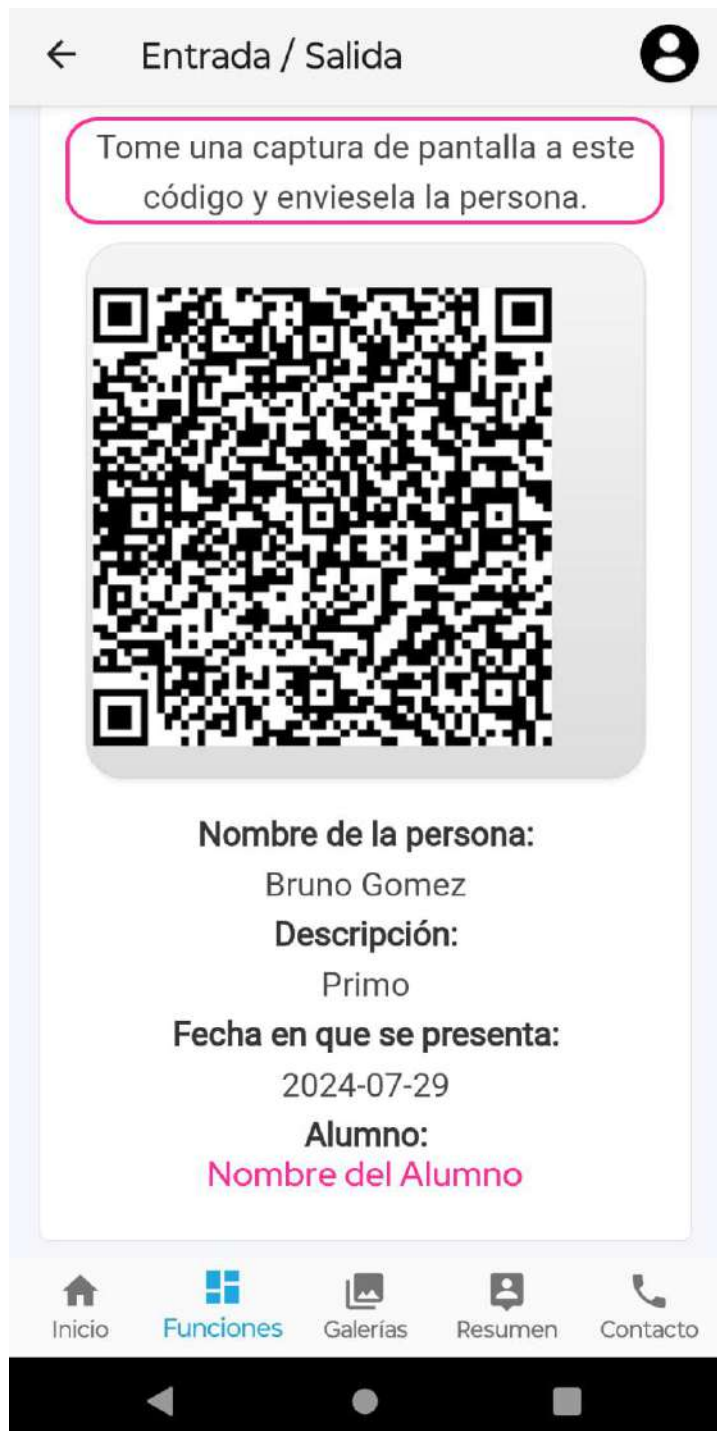 Entrada / Salida
Tome una captura de pantalla a este
código y enviesela la persona.
Nombre de la persona:
Bruno Gomez
Descripción:
Primo
Fecha en que se presenta:
2024-07-29
Alumno:
Nombre del Alumno
Inicio Funciones Galerías Resumen Contacto